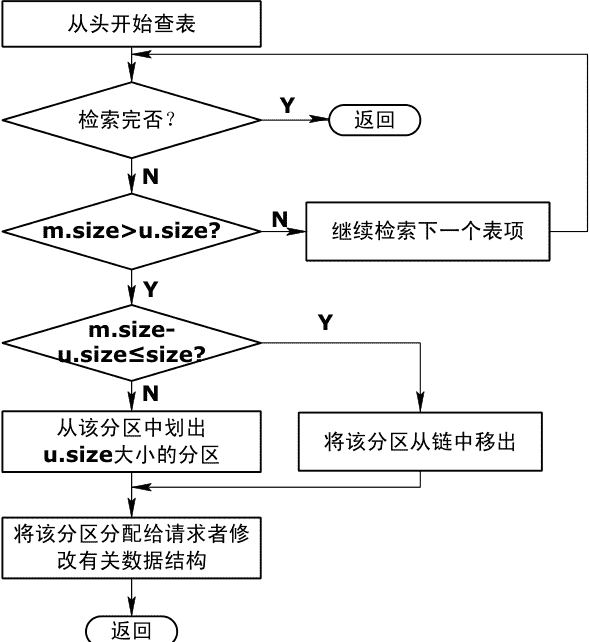 从头开始查表
检索完否？
Y
返回
N
m.size>u.size?
N
继续检索下一个表项
Y
m.size-
u.size≤size?
Y
N
从该分区中划出
u.size大小的分区
将该分区从链中移出
将该分区分配给请求者修
改有关数据结构
返回